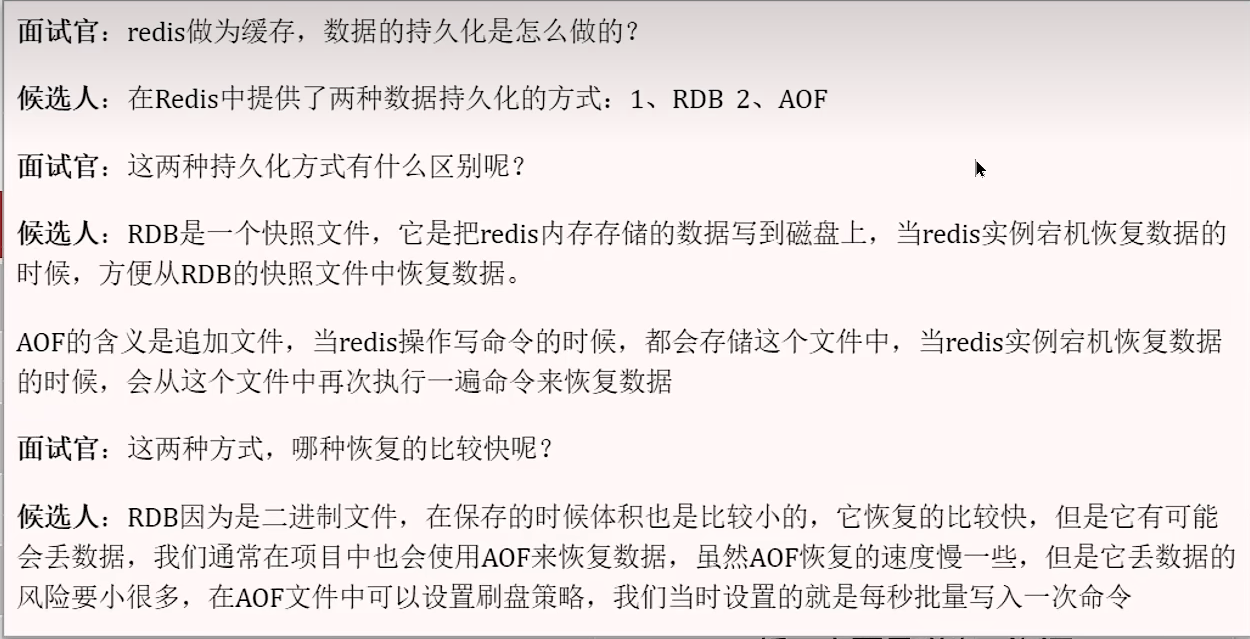 面试官：redis做为缓存，数据的持久化是怎么做的？
候选人：在Redis中提供了两种数据持久化的方式：1、RDB 2、AOF
面试官：这两种持久化方式有什么区别呢？
候选人：RDB是一个快照文件，它是把redis内存存储的数据写到磁盘上，当redis实例宕机恢复数据的
时候，方便从RDB的快照文件中恢复数据。
AOF的含义是追加文件，当redis操作写命令的时候，都会存储这个文件中，当redis实例宕机恢复数据
的时候，会从这个文件中再次执行一遍命令来恢复数据
面试官：这两种方式，哪种恢复的比较快呢？
候选人：RDB因为是二进制文件，在保存的时候体积也是比较小的，它恢复的比较快，但是它有可能
会丢数据，我们通常在项目中也会使用AOF来恢复数据，虽然AOF恢复的速度慢一些，但是它丢数据的
风险要小很多，在AOF文件中可以设置刷盘策略，我们当时设置的就是每秒批量写入一次命令